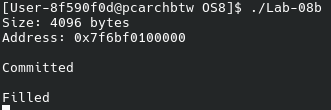 [User-8f590f0d@pcarchbtw OS8]$ ./Lab-08b
Size: 4096 bytes
Address: 0x7f6bf0100000
Committed
Filled